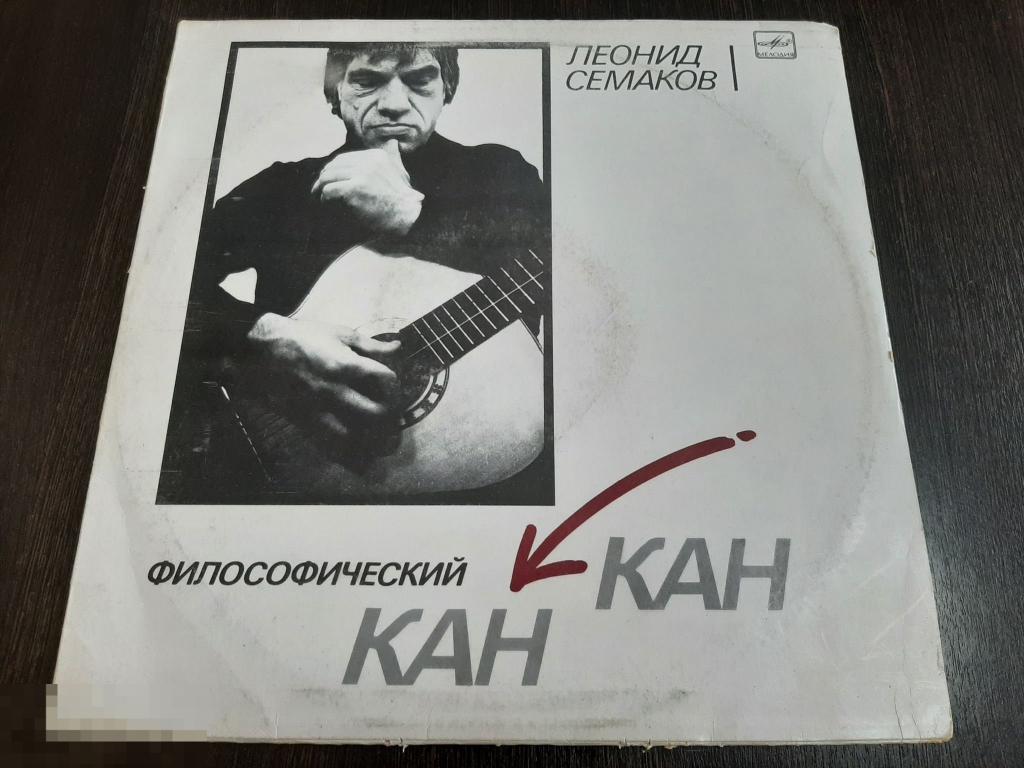 ЛЕОНИД
СЕМАКОВ
МЕЛОДИЯ
ФИЛОСОФИЧЕСКИЙ
КАН
КАН